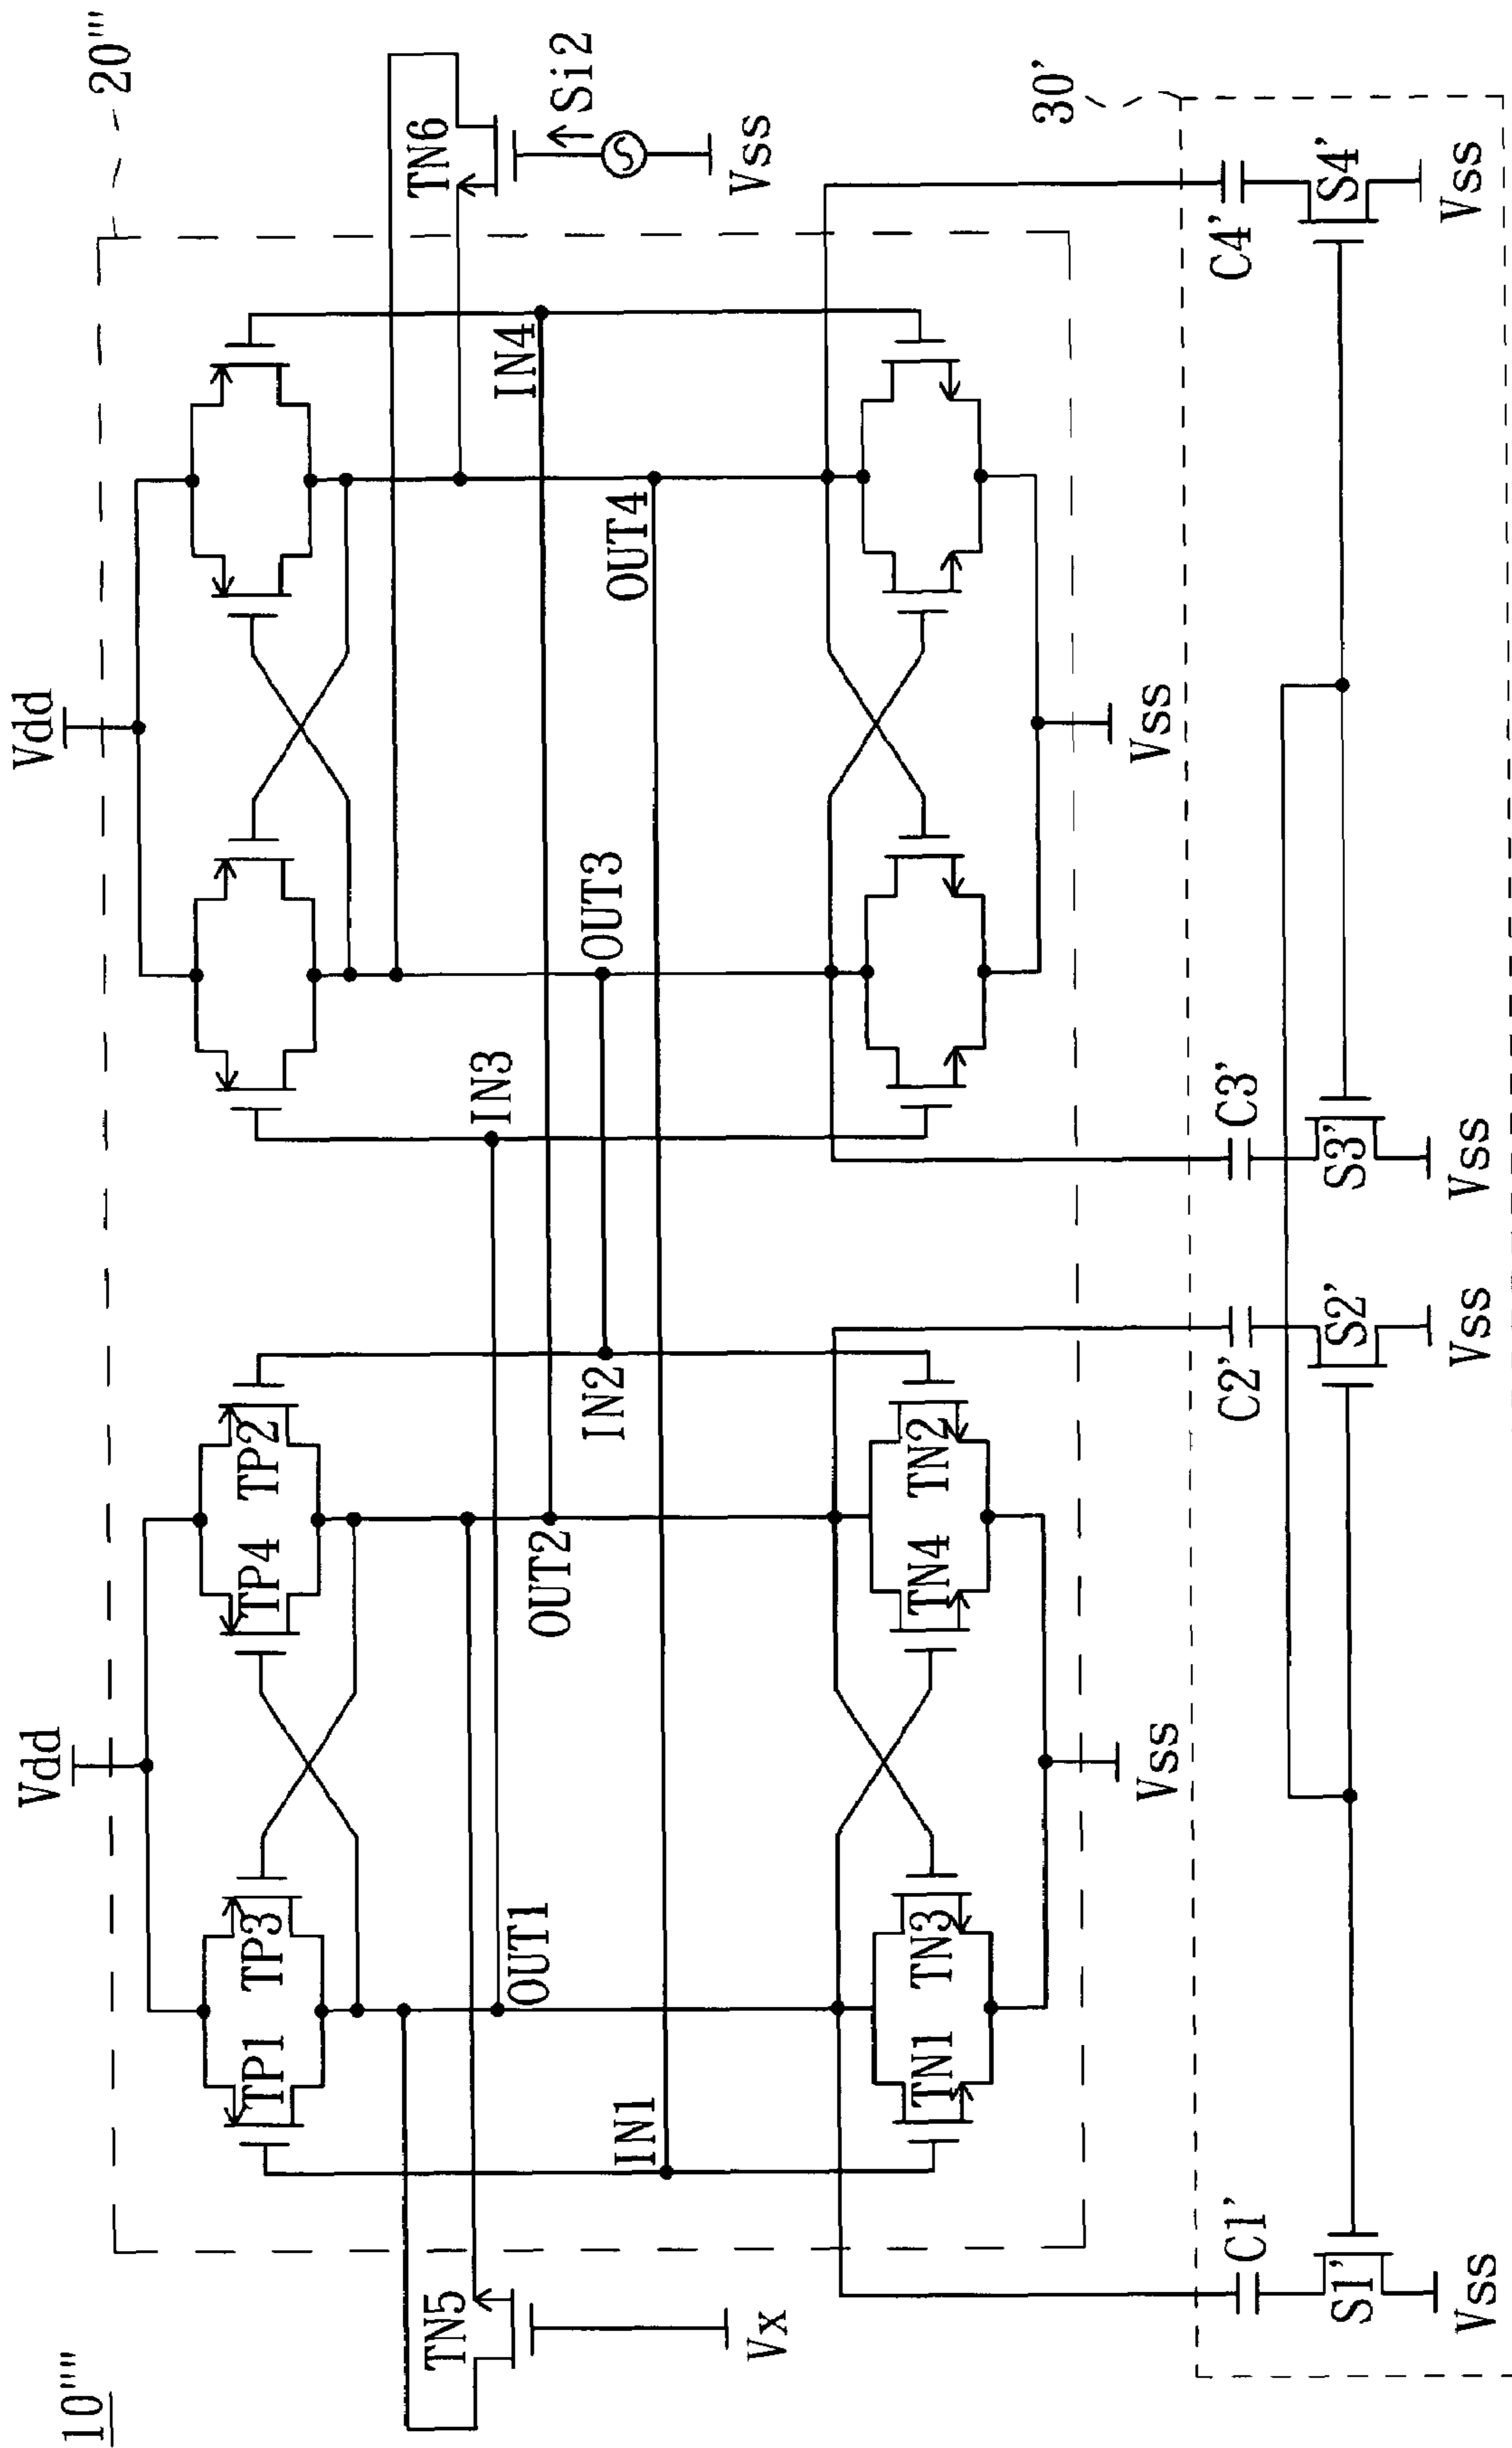 10''''
20'''
Vdd
Vdd
TP1
TP3
TP4
TP2
TN5
TN6
Si2
Vx
Vss
OUT1
IN3
IN4
OUT2
IN2
OUT3
IN1
OUT4
TN1
TN3
TN4
TN2
Vss
Vss
30'
C1'
C2'
C3'
C4'
S1'
S2'
S3'
S4'
Vss
Vss
Vss
Vss